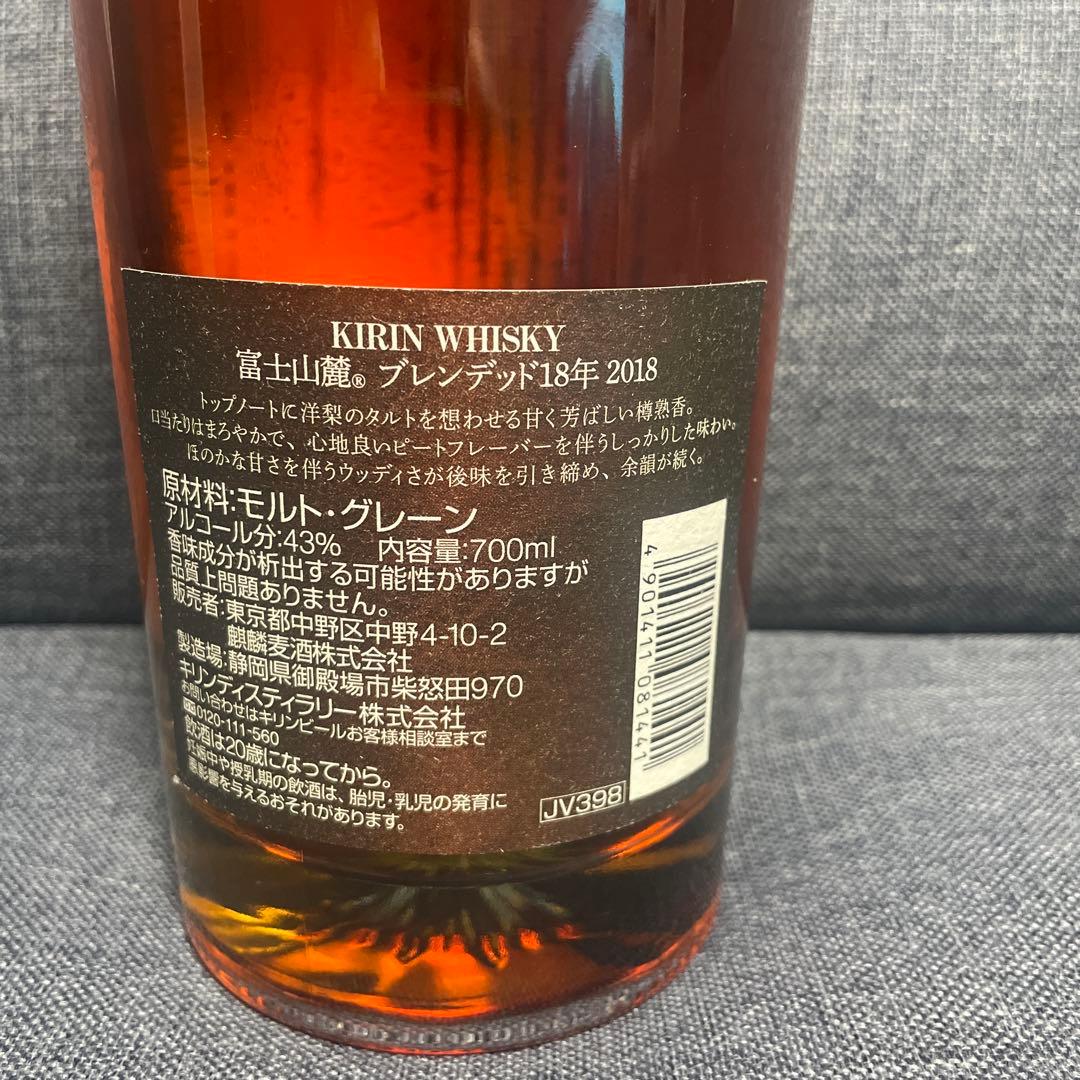 KIRIN WHISKY
富士山麓® ブレンデッド18年 2018
トップノートに洋梨のタルトを想わせる甘く芳ばしい樽熟香。
口当たりはまろやかで、心地良いピートフレーバーを伴うしっかりした味わい。
ほのかな甘さを伴うウッディさが後味を引き締め、余韻が続く。
原材料:モルト・グレーン
アルコール分:43% 内容量:700ml
香味成分が析出する可能性がありますが
品質上問題ありません。
販売者:東京都中野区中野4-10-2
麒麟麦酒株式会社
製造場:静岡県御殿場市柴怒田970
キリンディスティラリー株式会社
お問い合わせはキリンビールお客様相談室まで
0120-111-560
飲酒は20歳になってから。
妊娠中や授乳期の飲酒は、胎児・乳児の発育に
悪影響を与えるおそれがあります。
JV398
4 901411 081441